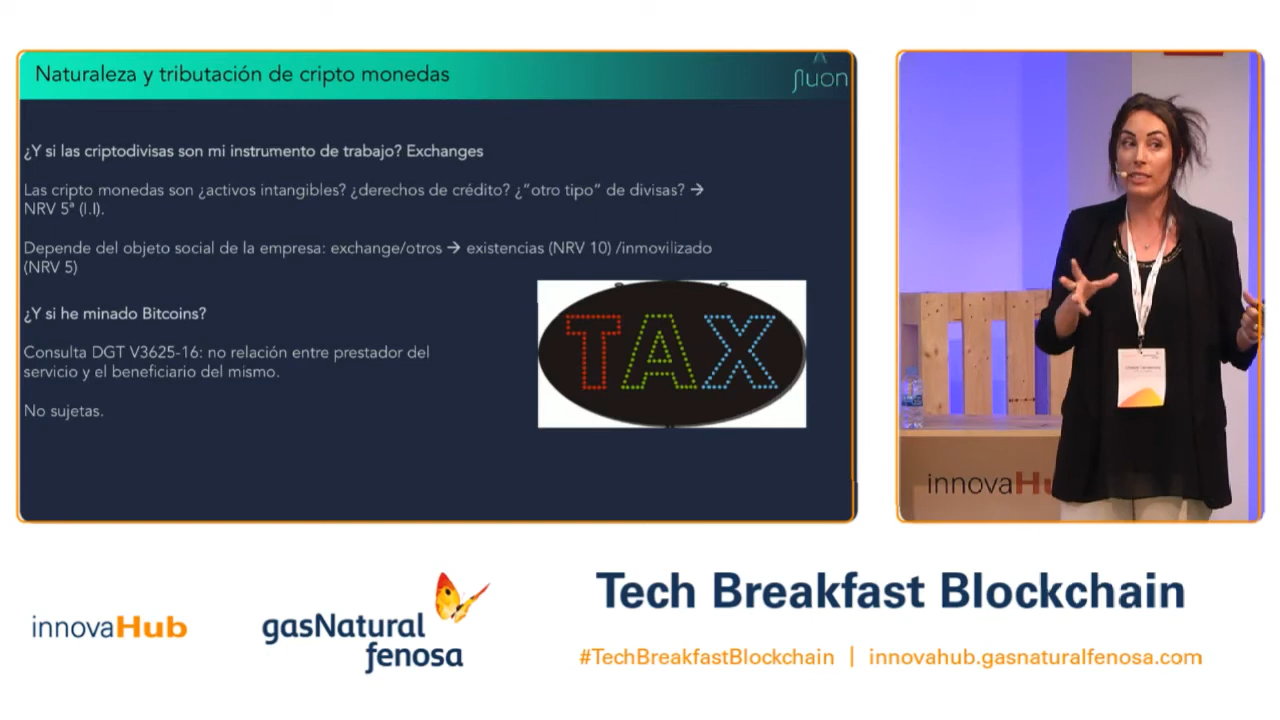 Naturaleza y tributación de cripto monedas
fluon
¿Y si las criptodivisas son mi instrumento de trabajo? Exchanges
Las cripto monedas son ¿activos intangibles? ¿derechos de crédito? ¿“otro tipo” de divisas? →
NRV 5ª (I.I).
Depende del objeto social de la empresa: exchange/otros → existencias (NRV 10) /inmovilizado
(NRV 5)
¿Y si he minado Bitcoins?
Consulta DGT V3625-16: no relación entre prestador del
servicio y el beneficiario del mismo.
No sujetas.
TAX
innovaHu
innovaHub
gasNatural
fenosa
Tech Breakfast Blockchain
#TechBreakfastBlockchain | innovahub.gasnaturalfenosa.com